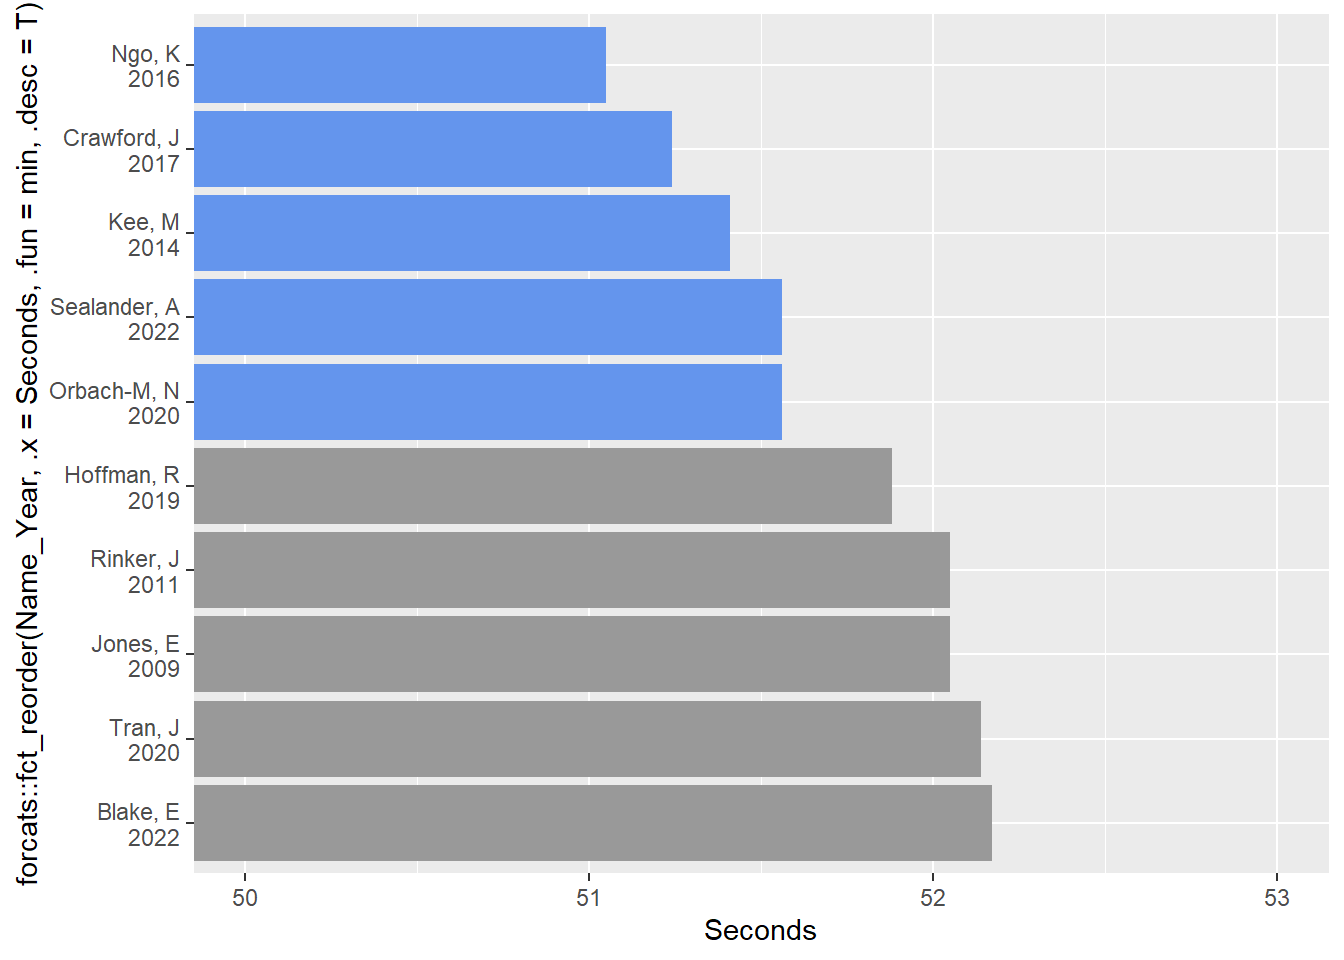 forcats::fct_reorder(Name_Year, .x = Seconds, .fun = min, .desc = T)
Ngo, K
2016
Crawford, J
2017
Kee, M
2014
Sealander, A
2022
Orbach-M, N
2020
Hoffman, R
2019
Rinker, J
2011
Jones, E
2009
Tran, J
2020
Blake, E
2022
50 51 52 53
Seconds